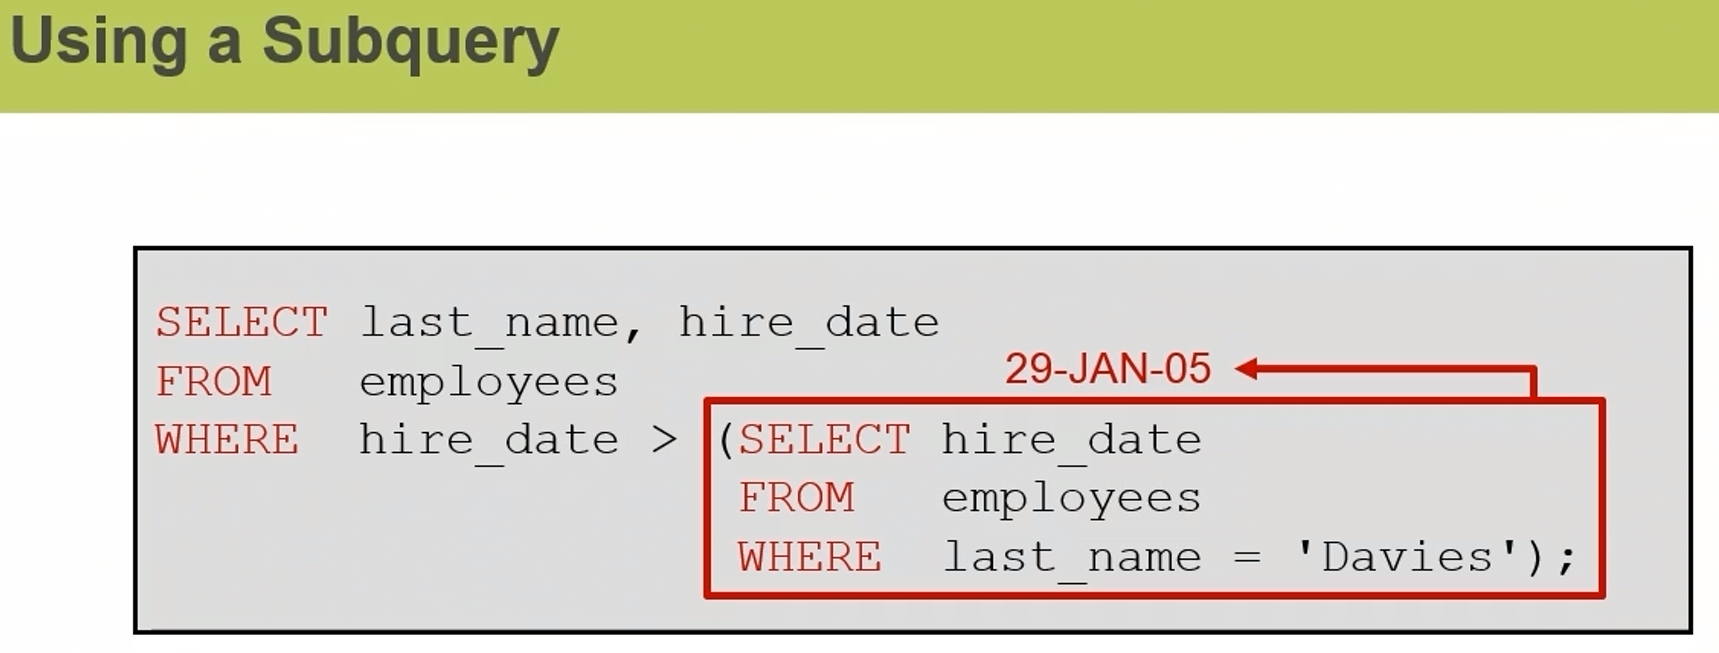 Using a Subquery
SELECT last_name, hire_date
FROM employees
29-JAN-05
WHERE hire_date > (SELECT hire_date
FROM employees
WHERE last_name = 'Davies');